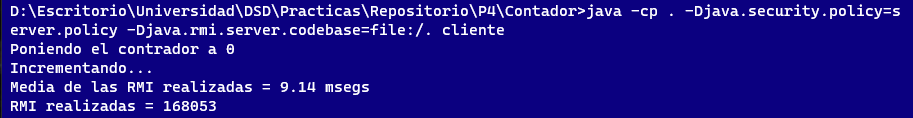 D:\Escritorio\Universidad\DSD\Practicas\Repositorio\P4\Contador>java -cp . -Djava.security.policy=s
erver.policy -Djava.rmi.server.codebase=file:/. cliente
Poniendo el contrador a 0
Incrementando...
Media de las RMI realizadas = 9.14 msegs
RMI realizadas = 168053